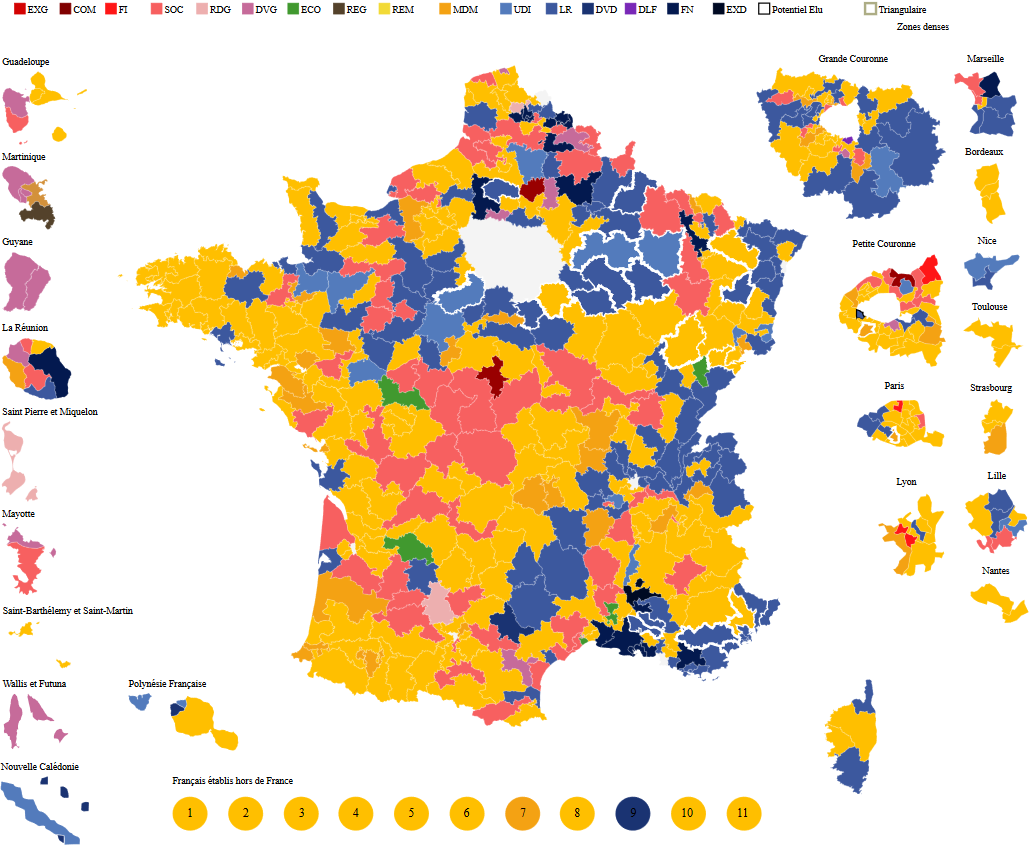 EXG COM FI SOC RDG DVG ECO REG REM MDM UDI LR DVD DLF FN EXD Potentiel Elu Triangulaire
Zones denses
Guadeloupe
Grande Couronne
Marseille
Martinique
Bordeaux
Guyane
Petite Couronne
Nice
Toulouse
La Réunion
Paris
Strasbourg
Saint Pierre et Miquelon
Lyon
Lille
Mayotte
Nantes
Saint-Barthélemy et Saint-Martin
Wallis et Futuna
Polynésie Française
Nouvelle Calédonie
Français établis hors de France
1 2 3 4 5 6 7 8 9 10 11